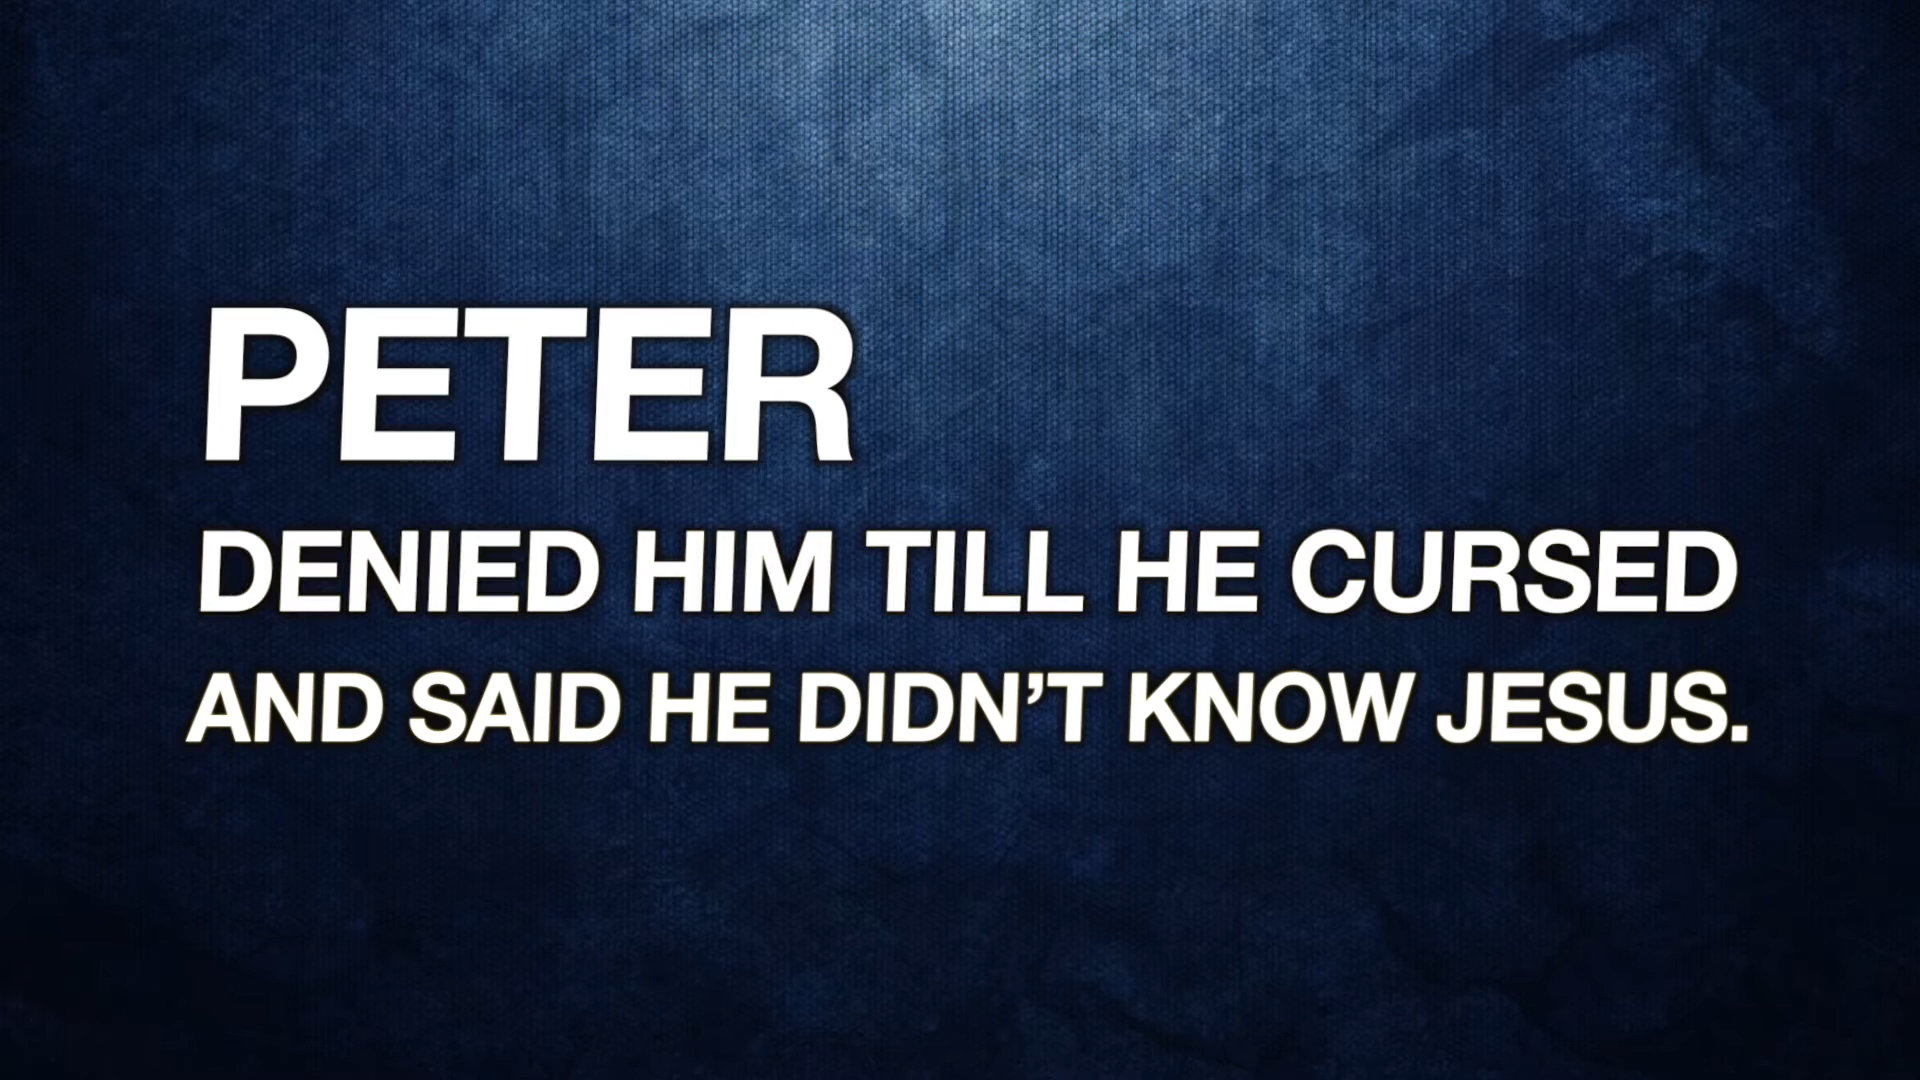 PETER
DENIED HIM TILL HE CURSED
AND SAID HE DIDN’T KNOW JESUS.